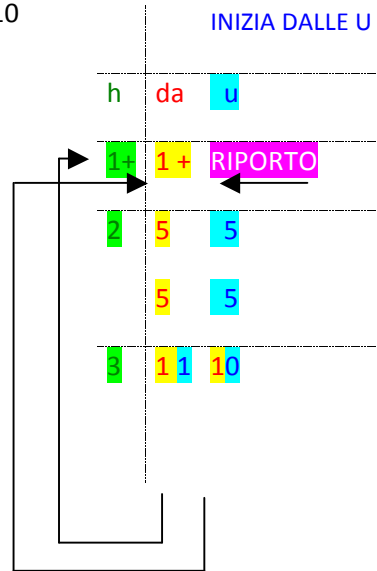 10
INIZIA DALLE U
h da u
1+ 1 + RIPORTO
2 5 5
5 5
3 1 1 10